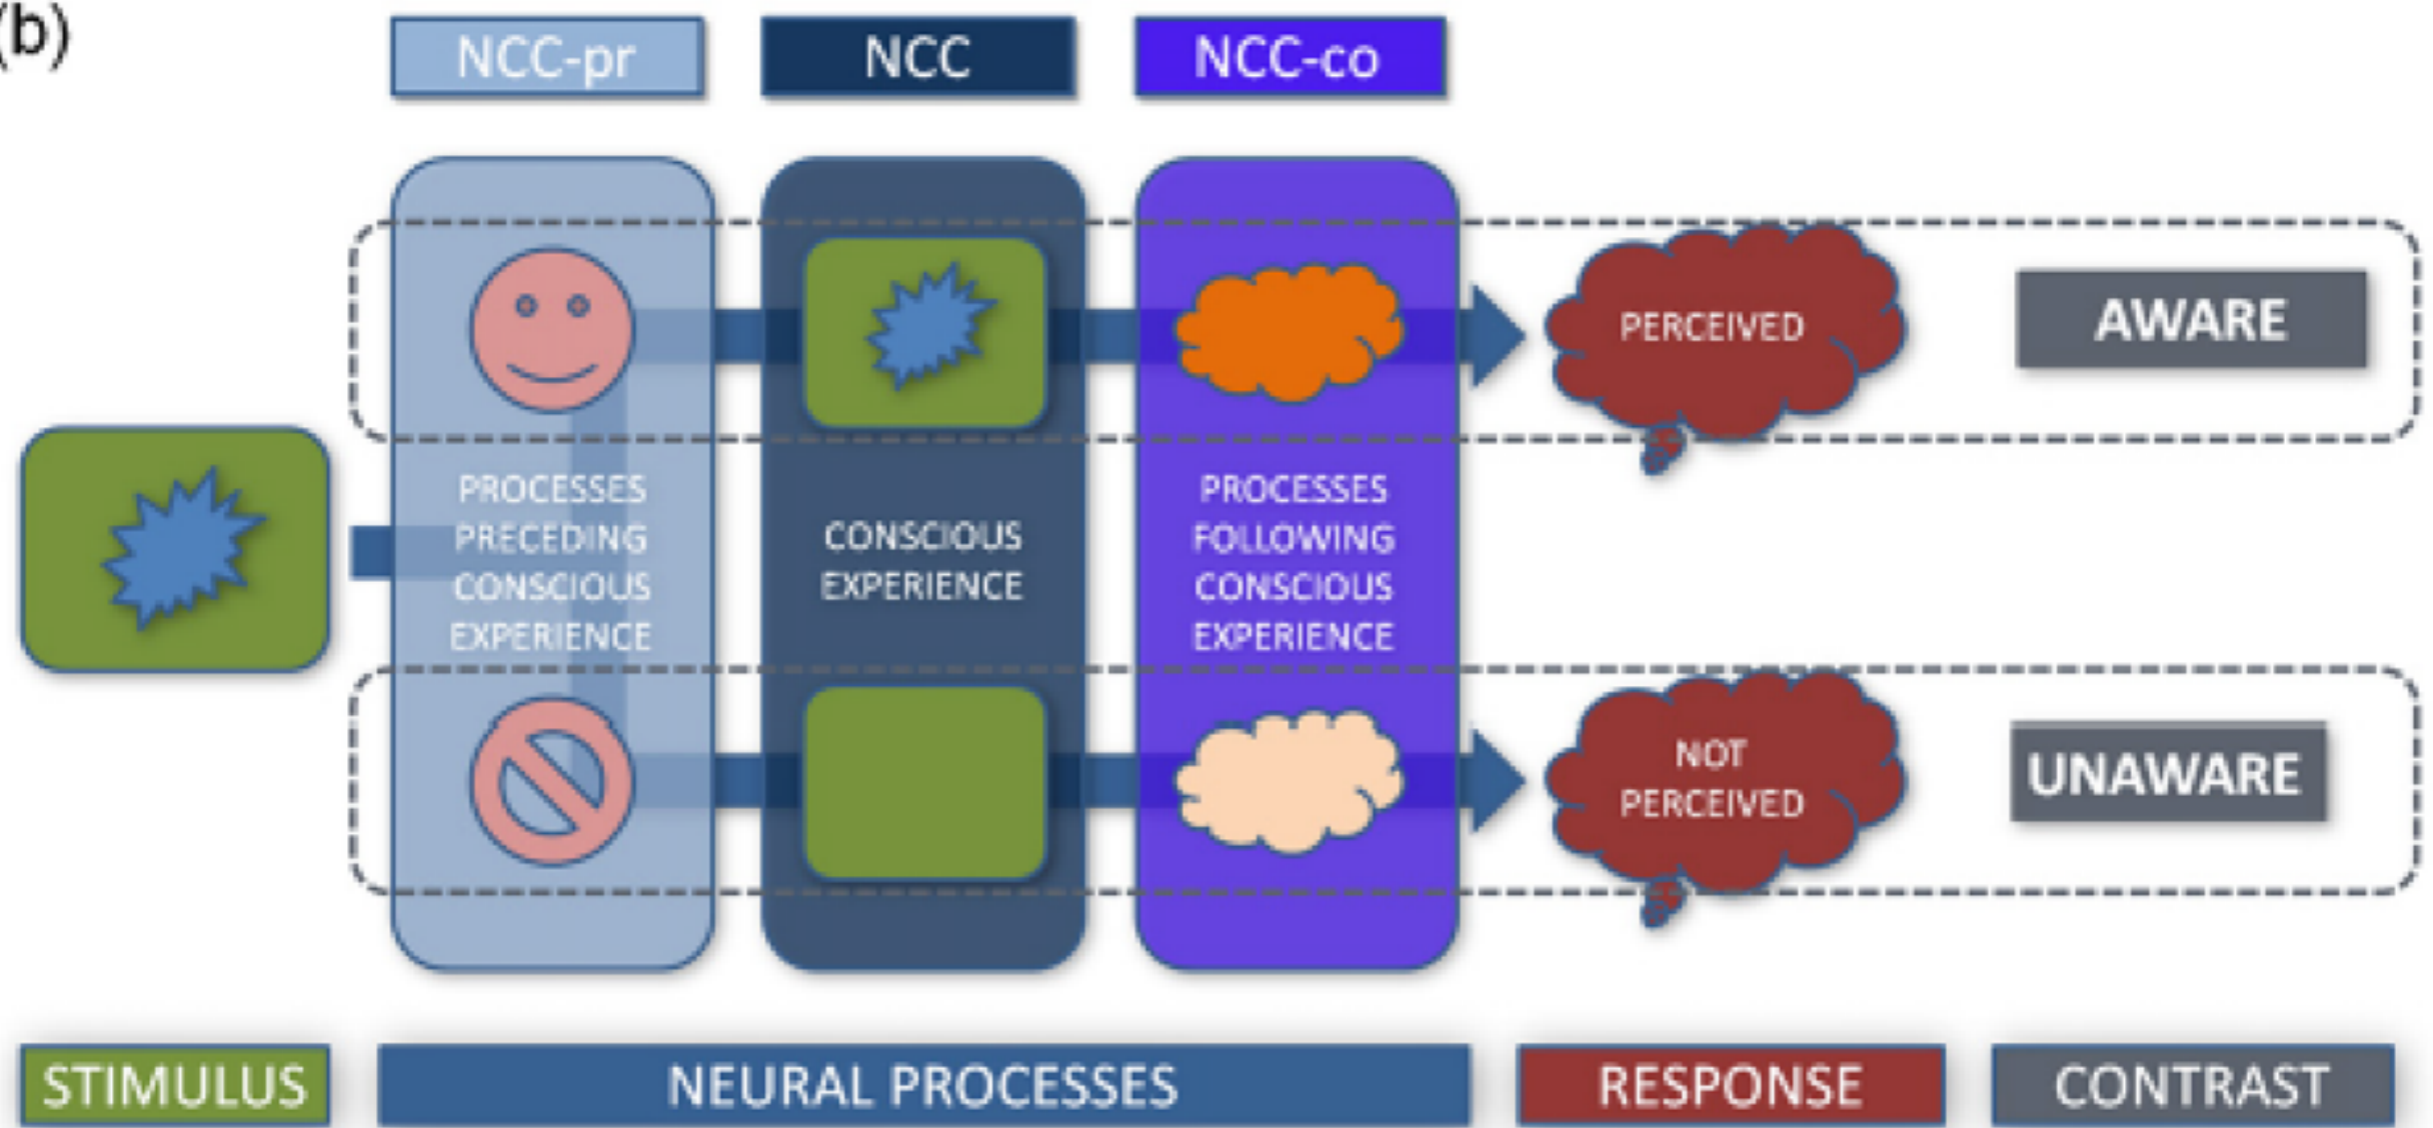 (b)
NCC-pr
NCC
NCC-co
PERCEIVED
AWARE
PROCESSES
PRECEDING
CONSCIOUS
EXPERIENCE
CONSCIOUS
EXPERIENCE
PROCESSES
FOLLOWING
CONSCIOUS
EXPERIENCE
NOT
PERCEIVED
UNAWARE
STIMULUS
NEURAL PROCESSES
RESPONSE
CONTRAST